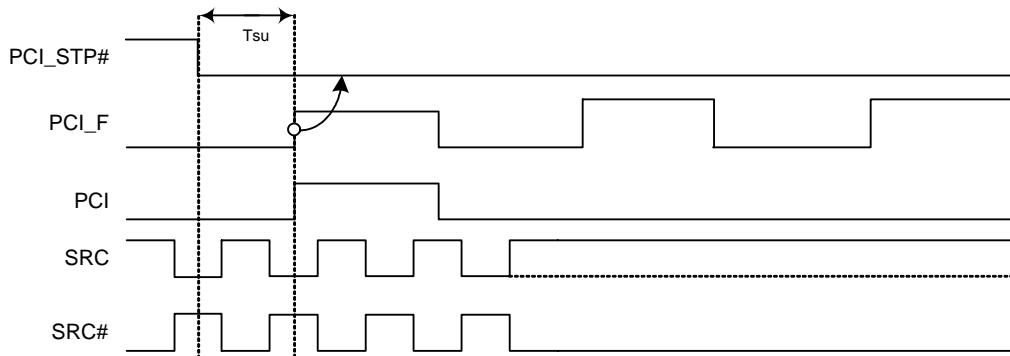 Tsu
PCI_STP#
PCI_F
PCI
SRC
SRC#